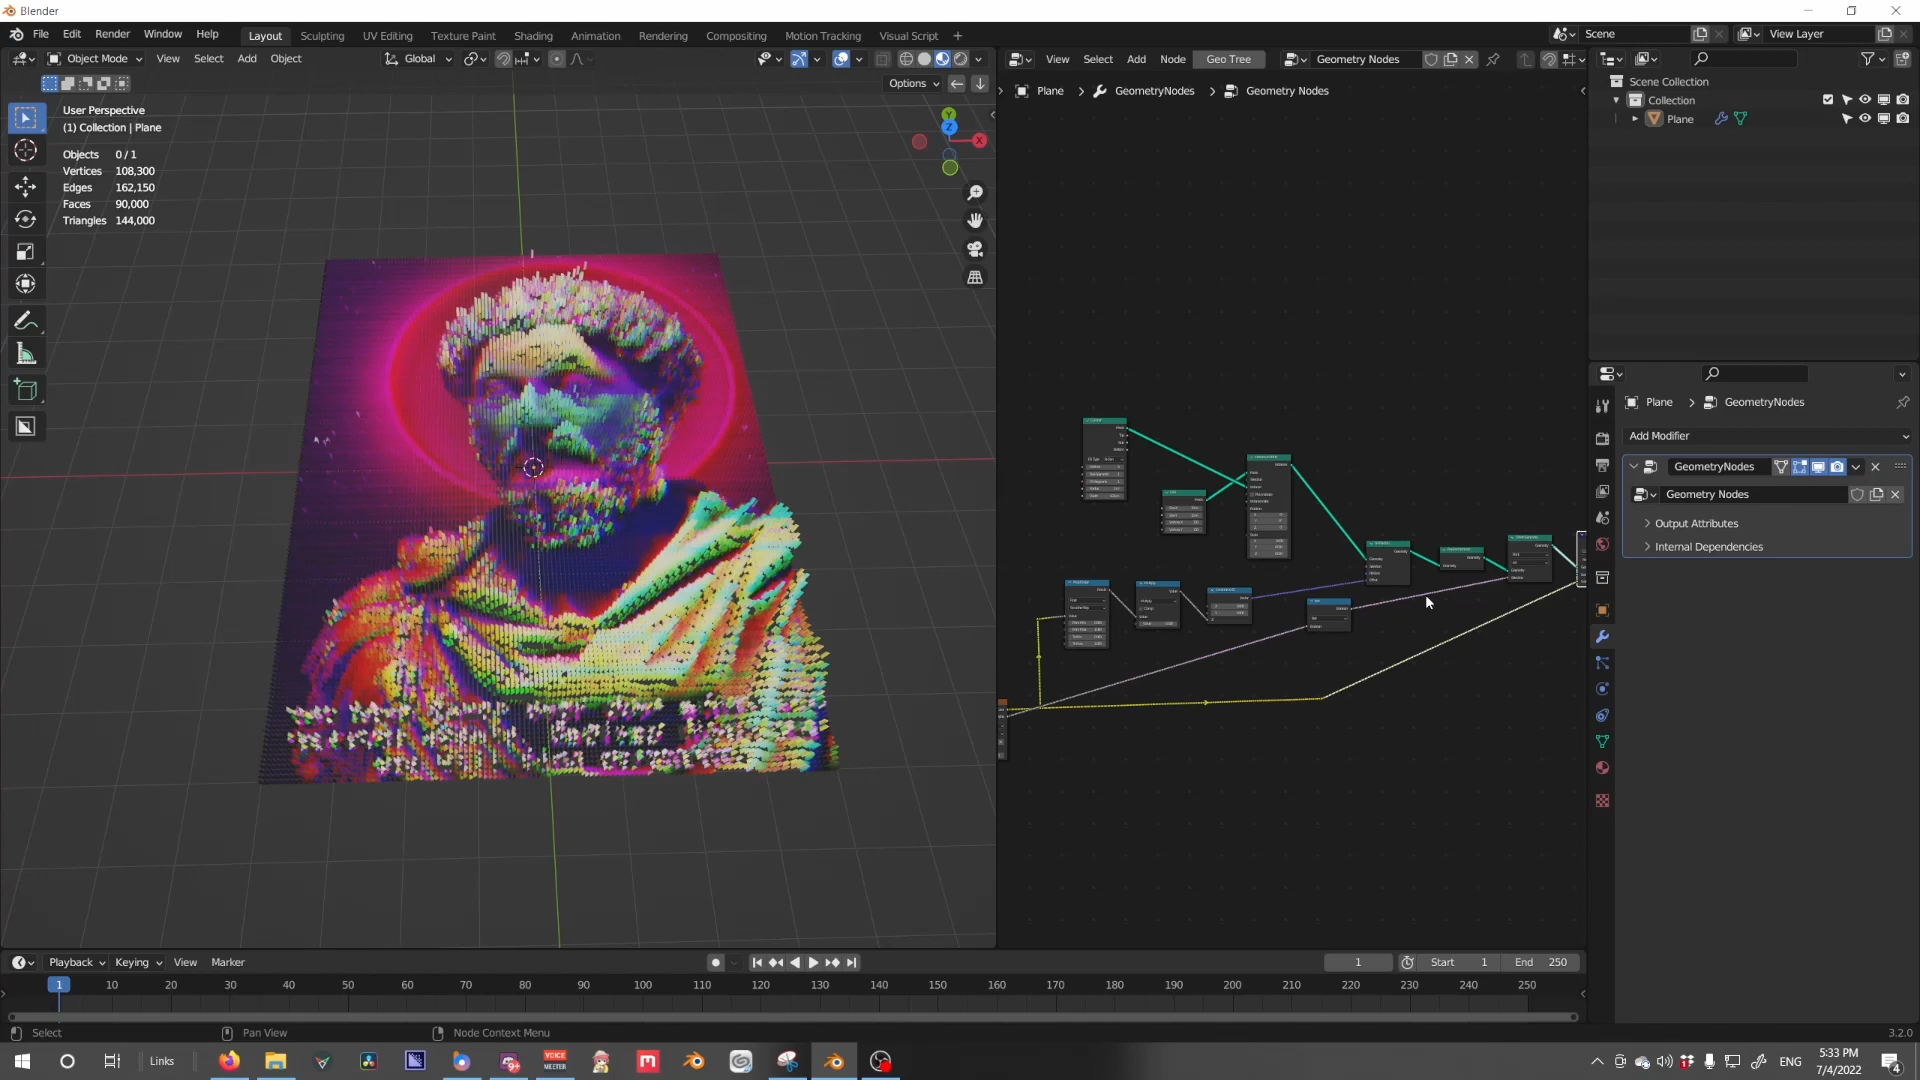 Blender
File Edit Render Window Help Layout Sculpting UV Editing Texture Paint Shading Animation Rendering Compositing Motion Tracking Visual Script + Scene View Layer
Object Mode View Select Add Object Global View Select Add Node Geo Tree Geometry Nodes
Options Plane > GeometryNodes > Geometry Nodes
Scene Collection
Collection
Plane
User Perspective
(1) Collection | Plane
Objects 0 / 1
Vertices 108,300
Edges 162,150
Faces 90,000
Triangles 144,000
Y
Z
X
Plane > GeometryNodes
Add Modifier
GeometryNodes
Geometry Nodes
Output Attributes
Internal Dependencies
Playback Keying View Marker 1 Start 1 End 250
1 10 20 30 40 50 60 70 80 90 100 110 120 130 140 150 160 170 180 190 200 210 220 230 240 250
Select Pan View Node Context Menu 3.2.0
Links VOICE MEETER 9+ ENG 5:33 PM
7/4/2022 4